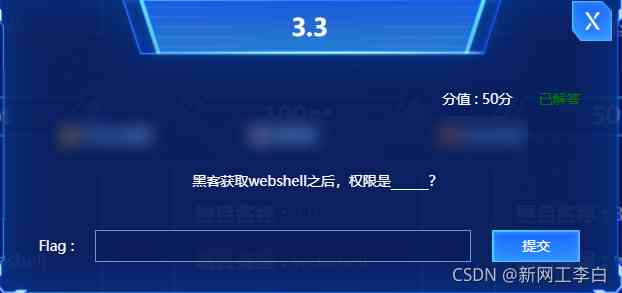 3.3
X
分值 : 50分 已解答
黑客获取webshell之后，权限是_____？
Flag :
提交
CSDN @新网工李白